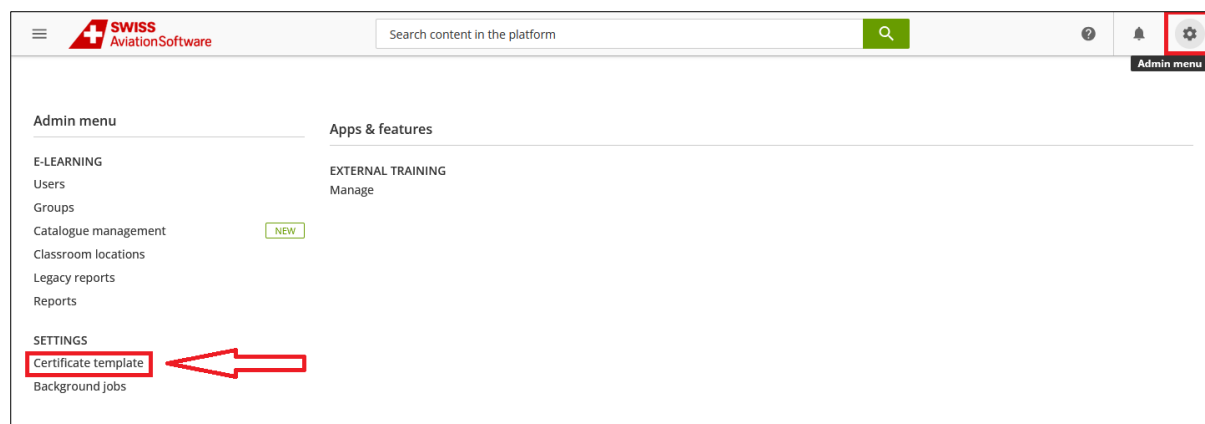 SWISS
AviationSoftware
Search content in the platform
Admin menu
Admin menu
E-LEARNING
Users
Groups
Catalogue management NEW
Classroom locations
Legacy reports
Reports
SETTINGS
Certificate template
Background jobs
Apps & features
EXTERNAL TRAINING
Manage